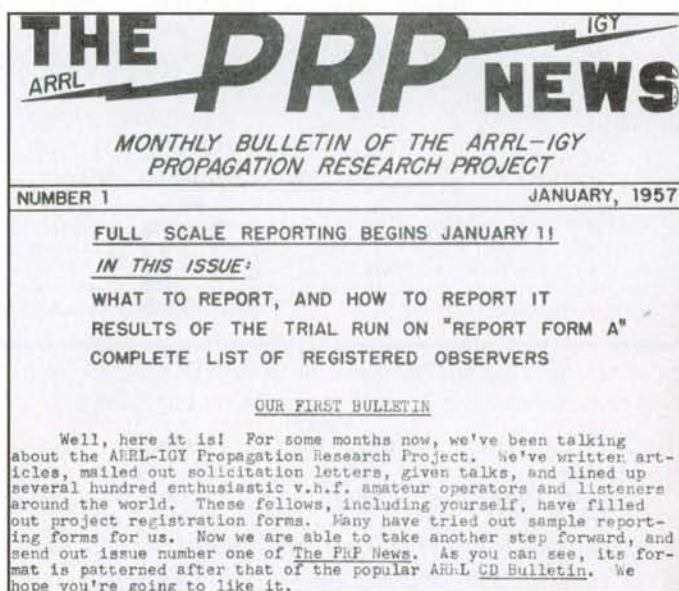 THE PRP NEWS
ARRL
IGY
MONTHLY BULLETIN OF THE ARRL-IGY
PROPAGATION RESEARCH PROJECT
NUMBER 1 JANUARY, 1957
FULL SCALE REPORTING BEGINS JANUARY 1!
IN THIS ISSUE:
WHAT TO REPORT, AND HOW TO REPORT IT
RESULTS OF THE TRIAL RUN ON "REPORT FORM A"
COMPLETE LIST OF REGISTERED OBSERVERS
OUR FIRST BULLETIN
Well, here it is! For some months now, we've been talking
about the ARRL-IGY Propagation Research Project. We've written art-
icles, mailed out solicitation letters, given talks, and lined up
several hundred enthusiastic v.h.f. amateur operators and listeners
around the world. These fellows, including yourself, have filled
out project registration forms. Many have tried out sample report-
ing forms for us. Now we are able to take another step forward, and
send out issue number one of The PRP News. As you can see, its for-
mat is patterned after that of the popular ARRL CD Bulletin. We
hope you're going to like it.